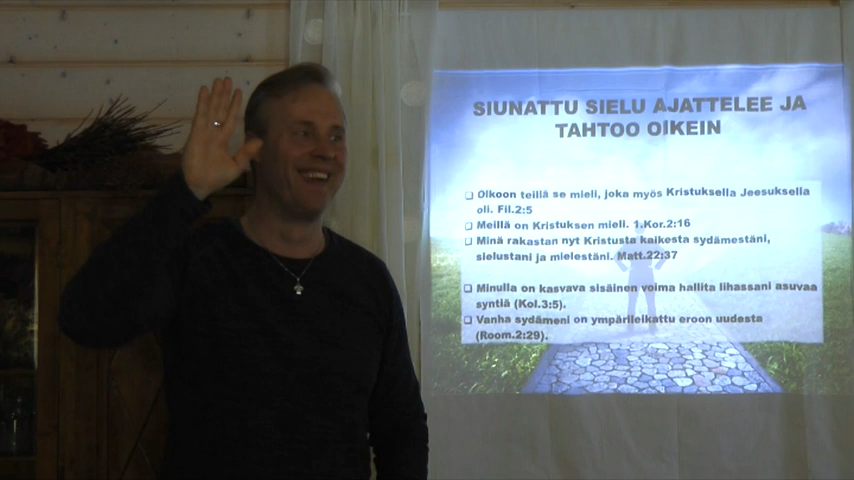 SIUNATTU SIELU AJATTELEE JA
TAHTOO OIKEIN
❑ Olkoon teillä se mieli, joka myös Kristuksella Jeesuksella
oli. Fil.2:5
❑ Meillä on Kristuksen mieli. 1.Kor.2:16
❑ Minä rakastan nyt Kristusta kaikesta sydämestäni,
sielustani ja mielestäni. Matt.22:37
❑ Minulla on kasvava sisäinen voima hallita lihassani asuvaa
syntiä (Kol.3:5).
❑ Vanha sydämeni on ympärileikattu eroon uudesta
(Room.2:29).